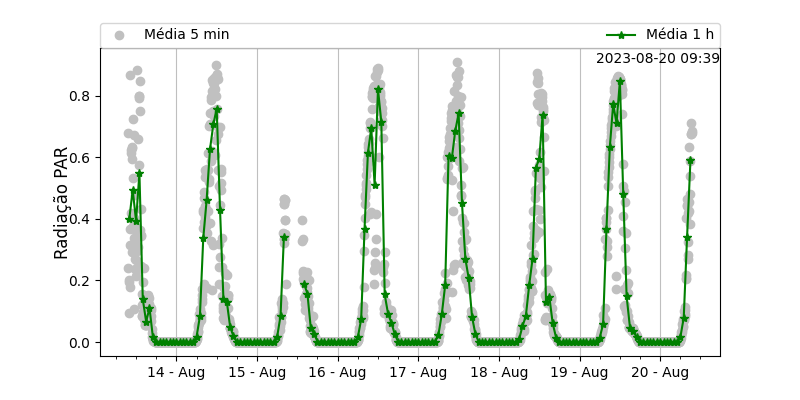 Média 5 min
Média 1 h
2023-08-20 09:39
Radiação PAR
0.8
0.6
0.4
0.2
0.0
14 - Aug
15 - Aug
16 - Aug
17 - Aug
18 - Aug
19 - Aug
20 - Aug